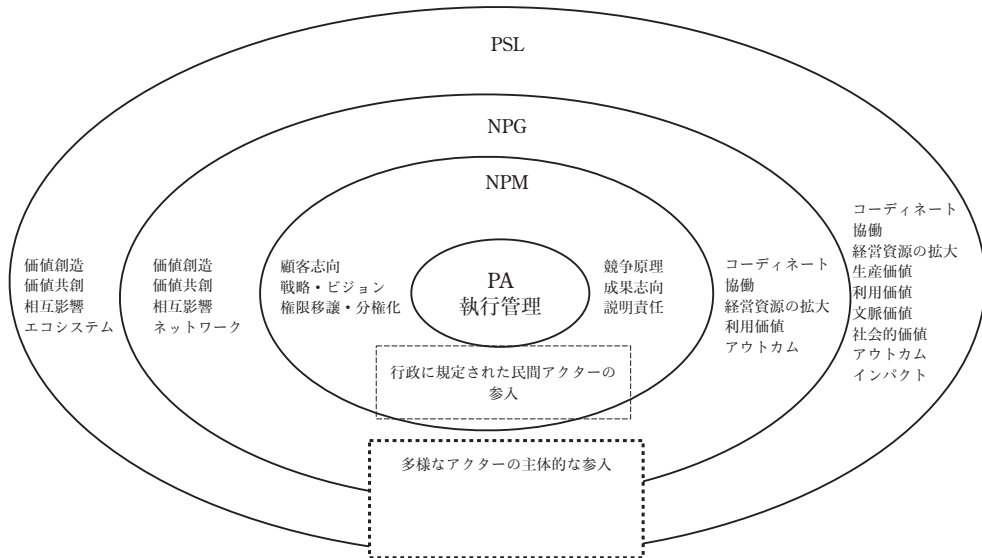 PSL
NPG
NPM
PA
執行管理
価値創造
価値共創
相互影響
エコシステム
価値創造
価値共創
相互影響
ネットワーク
顧客志向
戦略・ビジョン
権限移譲・分権化
競争原理
成果志向
説明責任
コーディネート
協働
経営資源の拡大
利用価値
アウトカム
コーディネート
協働
経営資源の拡大
生産価値
利用価値
文脈価値
社会的価値
アウトカム
インパクト
行政に規定された民間アクターの
参入
多様なアクターの主体的な参入